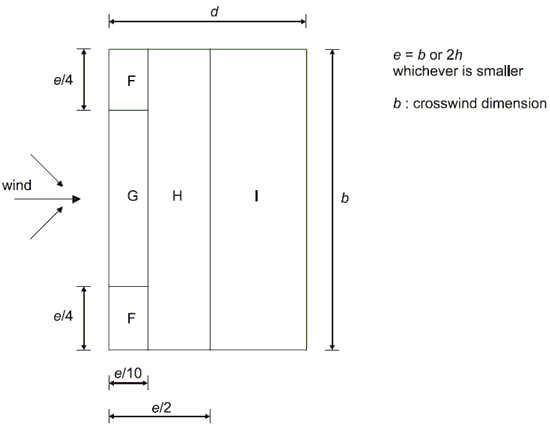 d
e = b or 2h
whichever is smaller
b : crosswind dimension
e/4
F
wind
G
H
I
b
e/4
F
e/10
e/2